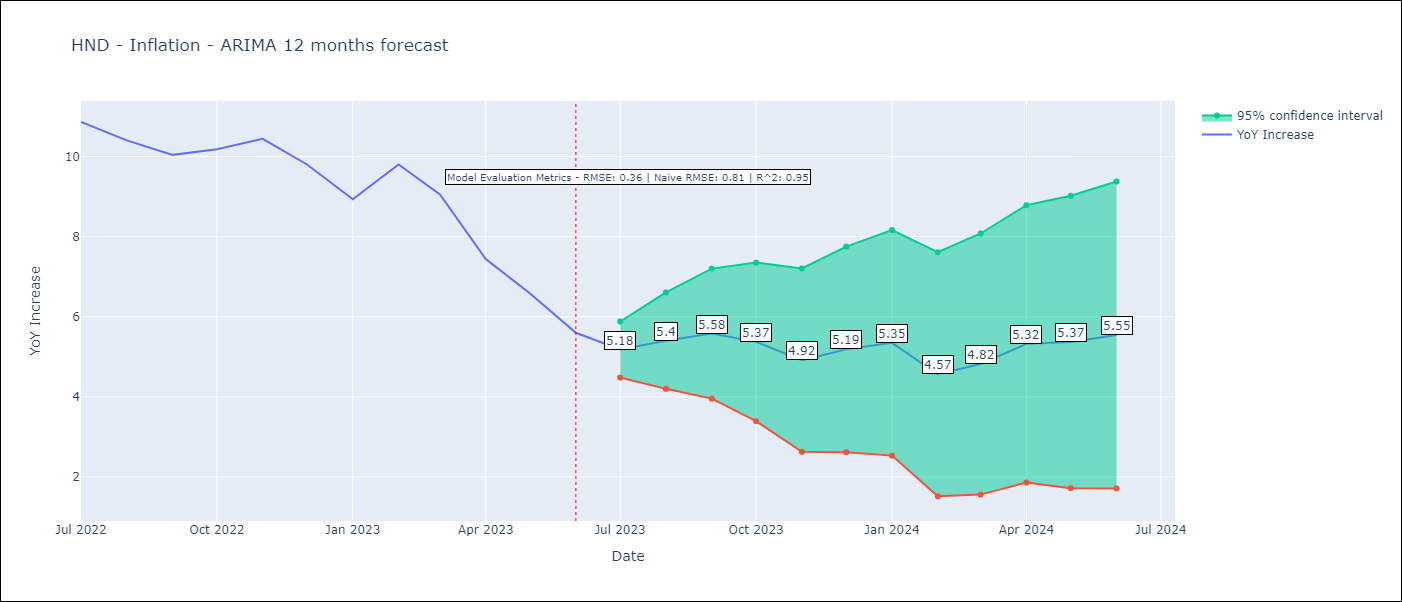 HND - Inflation - ARIMA 12 months forecast
95% confidence interval
YoY Increase
Model Evaluation Metrics - RMSE: 0.36 | Naive RMSE: 0.81 | R^2: 0.95
YoY Increase
10
8
6
4
2
5.18
5.4
5.58
5.37
4.92
5.19
5.35
4.57
4.82
5.32
5.37
5.55
Jul 2022
Oct 2022
Jan 2023
Apr 2023
Jul 2023
Oct 2023
Jan 2024
Apr 2024
Jul 2024
Date